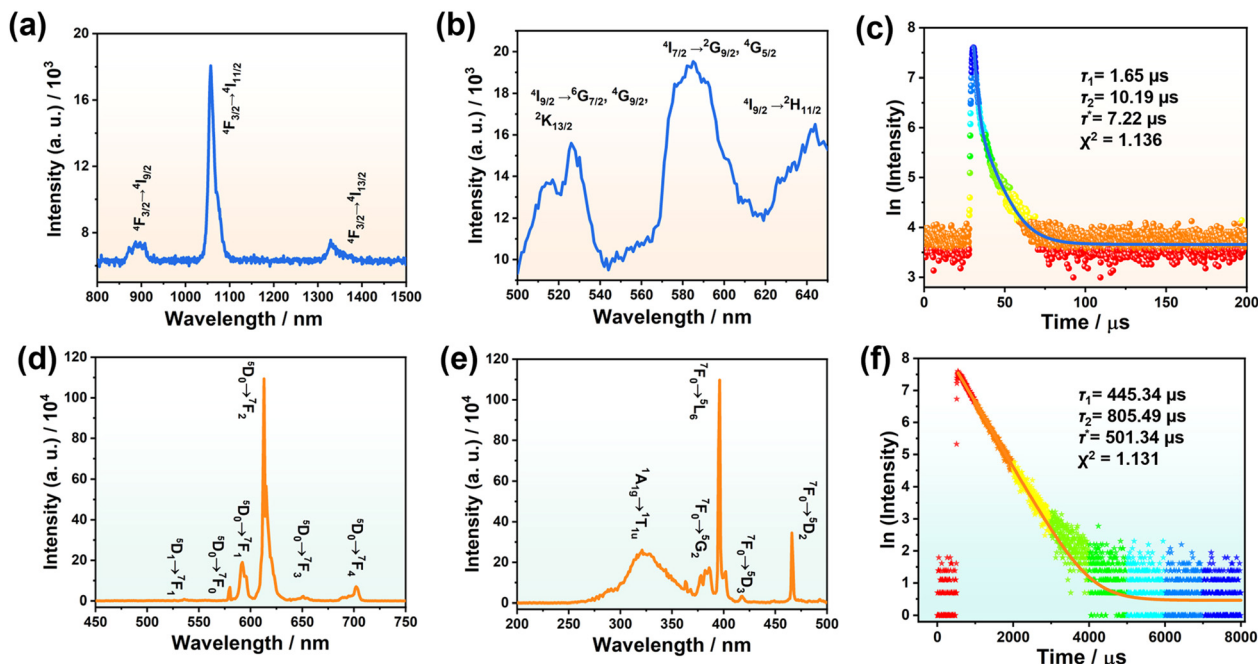 (a)
Intensity (a. u.) / 10³
20
16
12
8
⁴F₃/₂→⁴I₉/₂
⁴F₃/₂→⁴I₁₁/₂
⁴F₃/₂→⁴I₁₃/₂
800 900 1000 1100 1200 1300 1400 1500
Wavelength / nm
(b)
Intensity (a. u.) / 10³
20
18
16
14
12
10
⁴I₉/₂→⁶G₇/₂, ⁴G₉/₂,
²K₁₃/₂
⁴I₇/₂→²G₉/₂, ⁴G₅/₂
⁴I₉/₂→²H₁₁/₂
500 520 540 560 580 600 620 640
Wavelength / nm
(c)
ln (Intensity)
8
7
6
5
4
3
τ₁= 1.65 μs
τ₂= 10.19 μs
τ*= 7.22 μs
χ² = 1.136
0 50 100 150 200
Time / μs
(d)
Intensity (a. u.) / 10⁴
120
100
80
60
40
20
0
⁵D₁→⁷F₁
⁵D₀→⁷F₀
⁵D₀→⁷F₁
⁵D₀→⁷F₂
⁵D₀→⁷F₃
⁵D₀→⁷F₄
450 500 550 600 650 700 750
Wavelength / nm
(e)
Intensity (a. u.) / 10⁴
120
100
80
60
40
20
0
¹A₁g→¹T₁u
⁷F₀→⁵G₂
⁷F₀→⁵L₆
⁷F₀→⁵D₃
⁷F₀→⁵D₂
200 250 300 350 400 450 500
Wavelength / nm
(f)
ln (Intensity)
8
7
6
5
4
3
2
1
0
τ₁ = 445.34 μs
τ₂ = 805.49 μs
τ* = 501.34 μs
χ² = 1.131
0 2000 4000 6000 8000
Time / μs